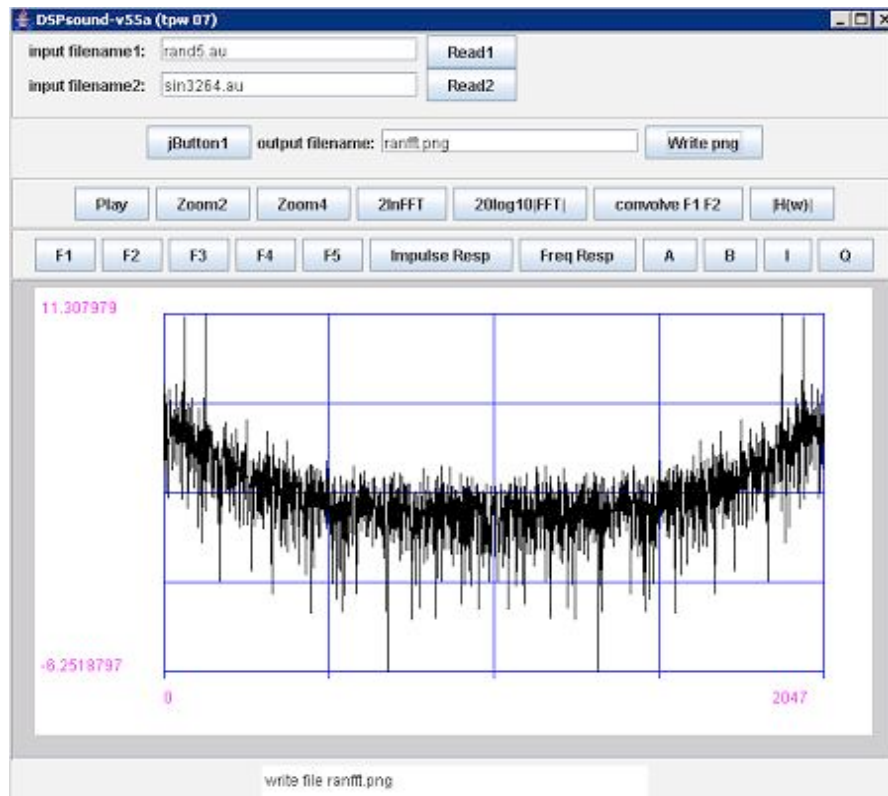 DSPsound-v55a (tpw 07)
input filename1: rand5.au Read1
input filename2: sin3264.au Read2
jButton1 output filename: ranfft.png Write png
Play Zoom2 Zoom4 2lnFFT 20log10|FFT| convolve F1 F2 |H(w)|
F1 F2 F3 F4 F5 Impulse Resp Freq Resp A B I Q
11.307979
-6.2518797
0 2047
write file ranfft.png